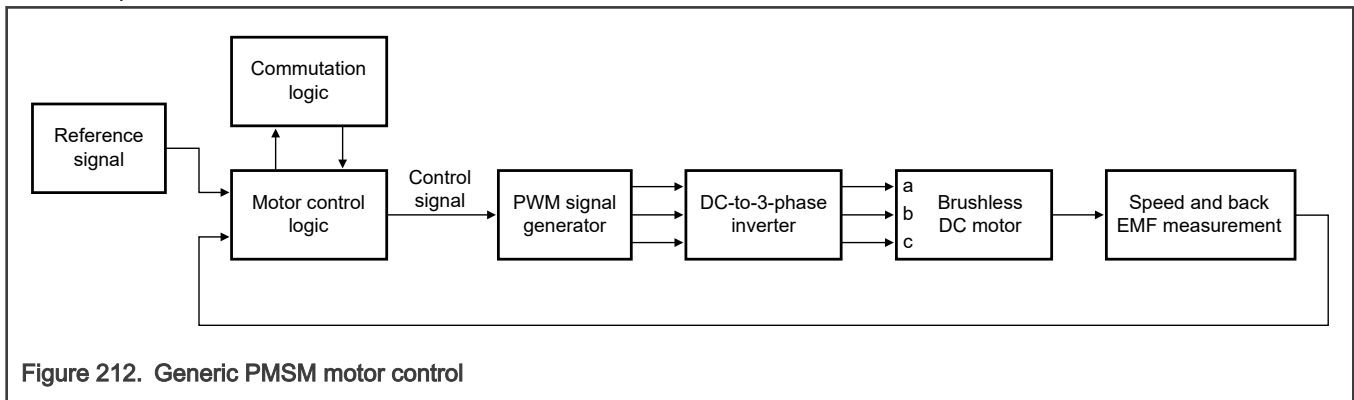 Commutation
logic
Reference
signal
Motor control
logic
Control
signal
PWM signal
generator
DC-to-3-phase
inverter
a
b
c
Brushless
DC motor
Speed and back
EMF measurement
Figure 212. Generic PMSM motor control